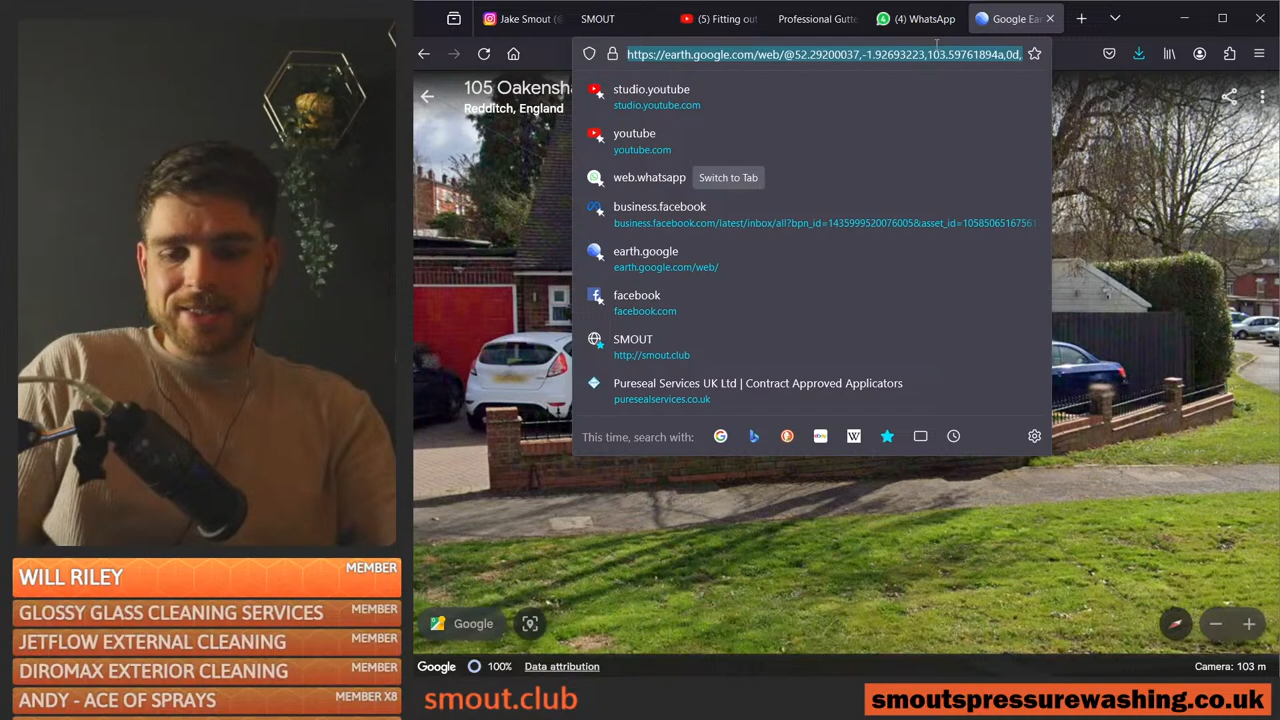 Jake Smout (@
SMOUT
(5) Fitting out
Professional Gutte
(4) WhatsApp
Google Ear
https://earth.google.com/web/@52.29200037,-1.92693223,103.59761894a,0d,
105 Oakensha
Redditch, England
studio.youtube
studio.youtube.com
youtube
youtube.com
web.whatsapp
Switch to Tab
business.facebook
business.facebook.com/latest/inbox/all?bpn_id=1435999520076005&asset_id=10585065167561
earth.google
earth.google.com/web/
facebook
facebook.com
SMOUT
http://smout.club
Pureseal Services UK Ltd | Contract Approved Applicators
puresealservices.co.uk
This time, search with:
Google
Google
100%
Data attribution
Camera: 103 m
WILL RILEY
MEMBER
GLOSSY GLASS CLEANING SERVICES
MEMBER
JETFLOW EXTERNAL CLEANING
MEMBER
DIROMAX EXTERIOR CLEANING
MEMBER
ANDY - ACE OF SPRAYS
MEMBER X8
smout.club
smoutspressurewashing.co.uk